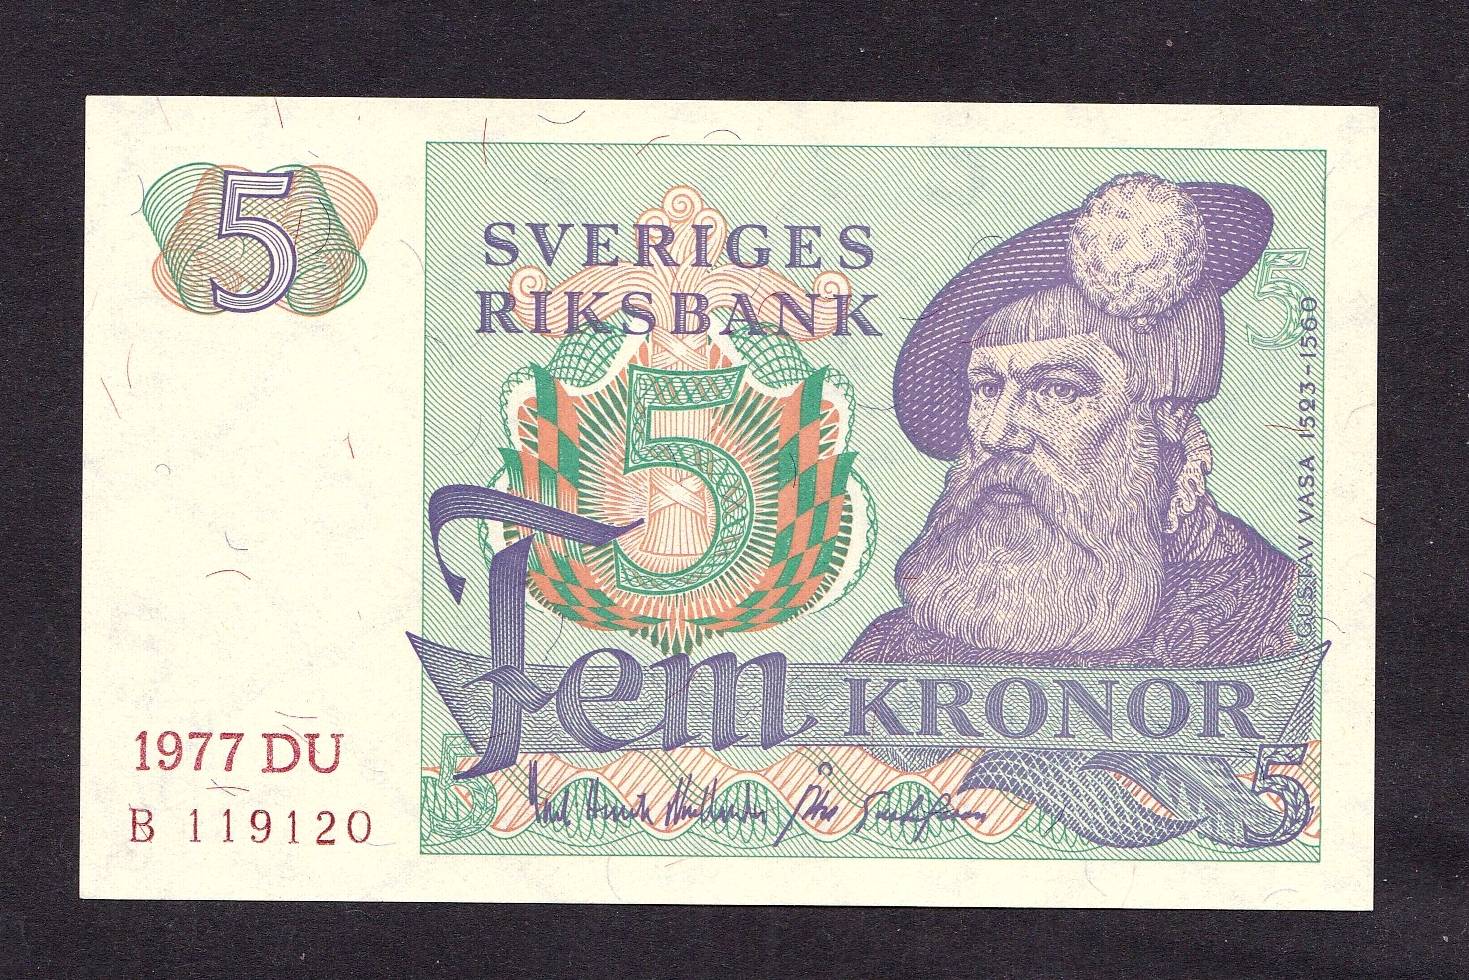 5
SVERIGES
RIKSBANK
5
5
GUSTAV VASA 1523-1560
fem KRONOR
1977 DU
B 119120
5
5